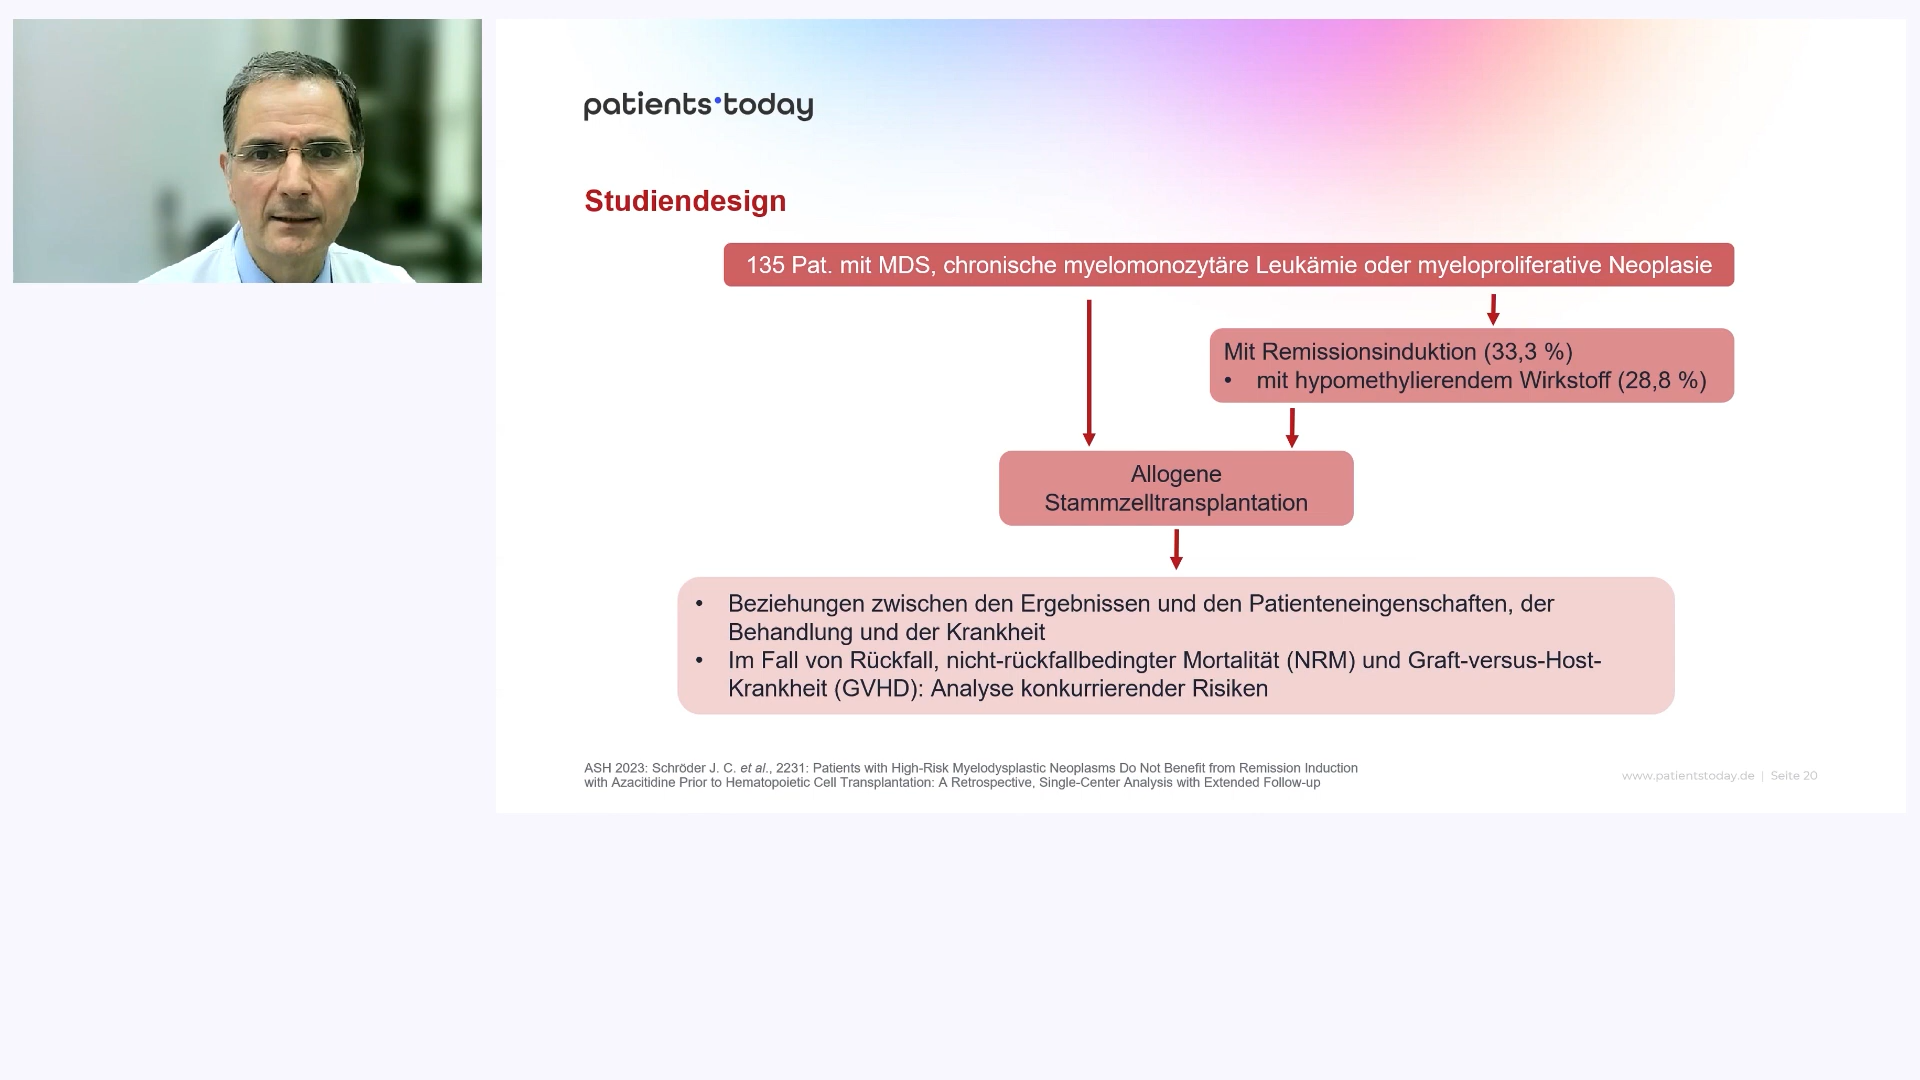 patients•today
Studiendesign
135 Pat. mit MDS, chronische myelomonozytäre Leukämie oder myeloproliferative Neoplasie
Mit Remissionsinduktion (33,3 %)
• mit hypomethylierendem Wirkstoff (28,8 %)
Allogene
Stammzelltransplantation
• Beziehungen zwischen den Ergebnissen und den Patienteneingenschaften, der
Behandlung und der Krankheit
• Im Fall von Rückfall, nicht-rückfallbedingter Mortalität (NRM) und Graft-versus-Host-
Krankheit (GVHD): Analyse konkurrierender Risiken
ASH 2023: Schröder J. C. et al., 2231: Patients with High-Risk Myelodysplastic Neoplasms Do Not Benefit from Remission Induction
with Azacitidine Prior to Hematopoietic Cell Transplantation: A Retrospective, Single-Center Analysis with Extended Follow-up
www.patientstoday.de | Seite 20